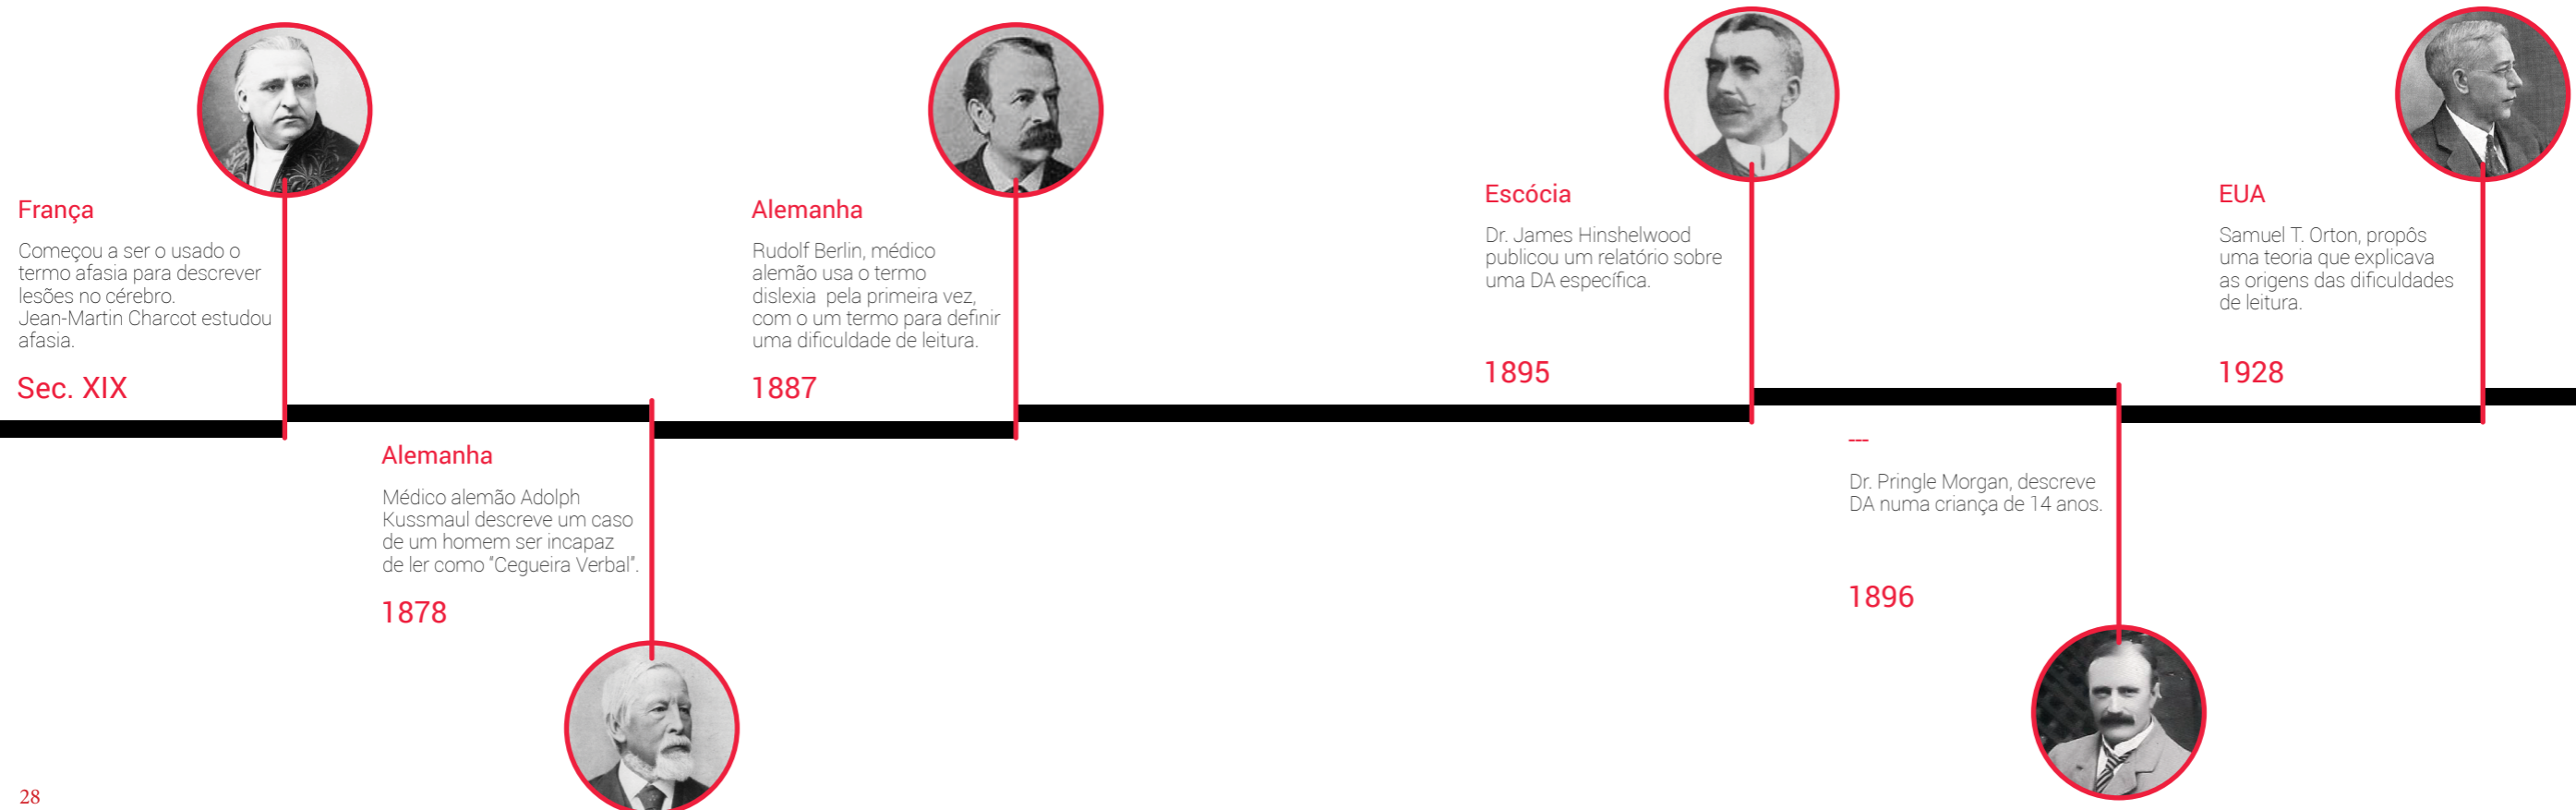 França
Começou a ser o usado o
termo afasia para descrever
lesões no cérebro.
Jean-Martin Charcot estudou
afasia.
Sec. XIX
Alemanha
Médico alemão Adolph
Kussmaul descreve um caso
de um homem ser incapaz
de ler como "Cegueira Verbal".
1878
Alemanha
Rudolf Berlin, médico
alemão usa o termo
dislexia pela primeira vez,
com o um termo para definir
uma dificuldade de leitura.
1887
Escócia
Dr. James Hinshelwood
publicou um relatório sobre
uma DA específica.
1895
---
Dr. Pringle Morgan, descreve
DA numa criança de 14 anos.
1896
EUA
Samuel T. Orton, propôs
uma teoria que explicava
as origens das dificuldades
de leitura.
1928
28